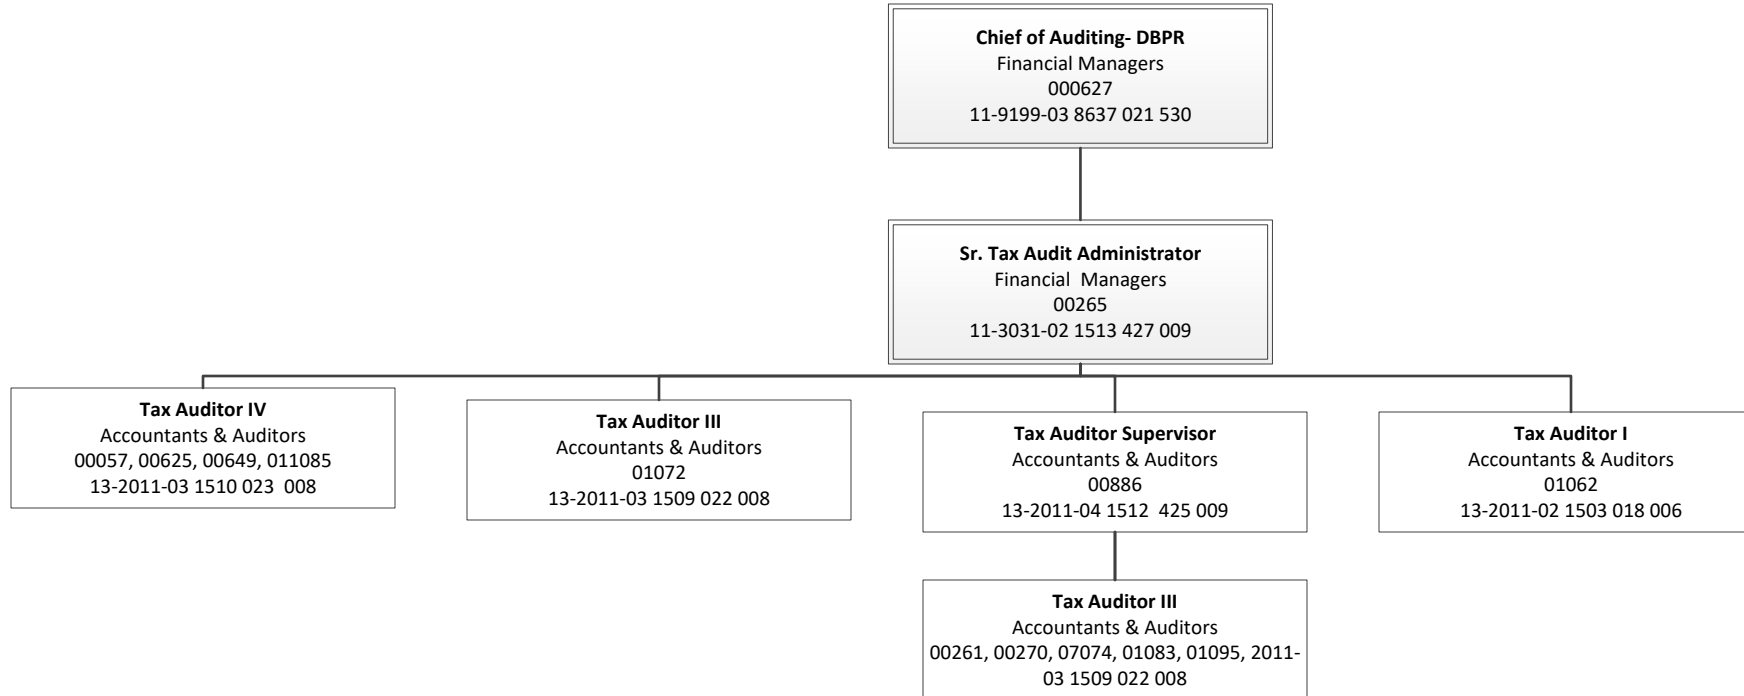 Chief of Auditing- DBPR
Financial Managers
000627
11-9199-03 8637 021 530
Sr. Tax Audit Administrator
Financial  Managers
00265
11-3031-02 1513 427 009
Tax Auditor IV
Accountants & Auditors
00057, 00625, 00649, 011085
13-2011-03 1510 023  008
Tax Auditor III
Accountants & Auditors
01072
13-2011-03 1509 022 008
Tax Auditor Supervisor
Accountants & Auditors
00886
13-2011-04 1512  425 009
Tax Auditor I
Accountants & Auditors
01062
13-2011-02 1503 018 006
Tax Auditor III
Accountants & Auditors
00261, 00270, 07074, 01083, 01095, 2011-
03 1509 022 008